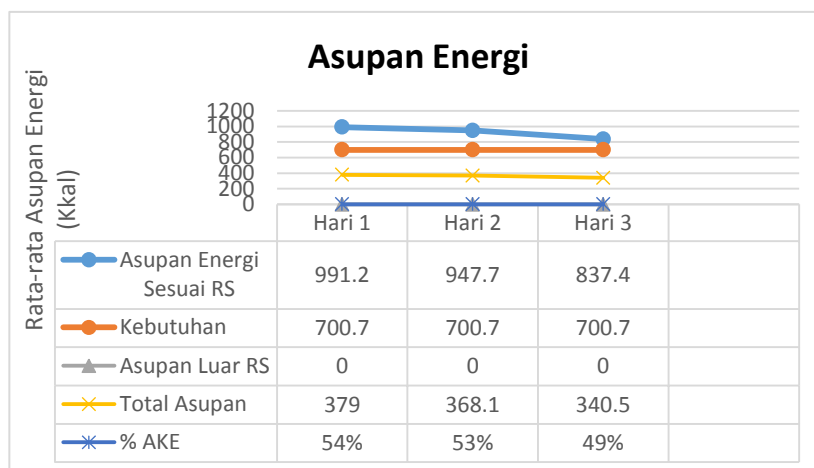 Asupan Energi
Rata-rata Asupan Energi
(Kkal)
1200
1000
800
600
400
200
0
Hari 1 Hari 2 Hari 3
Asupan Energi
Sesuai RS 991.2 947.7 837.4
Kebutuhan 700.7 700.7 700.7
Asupan Luar RS 0 0 0
Total Asupan 379 368.1 340.5
% AKE 54% 53% 49%